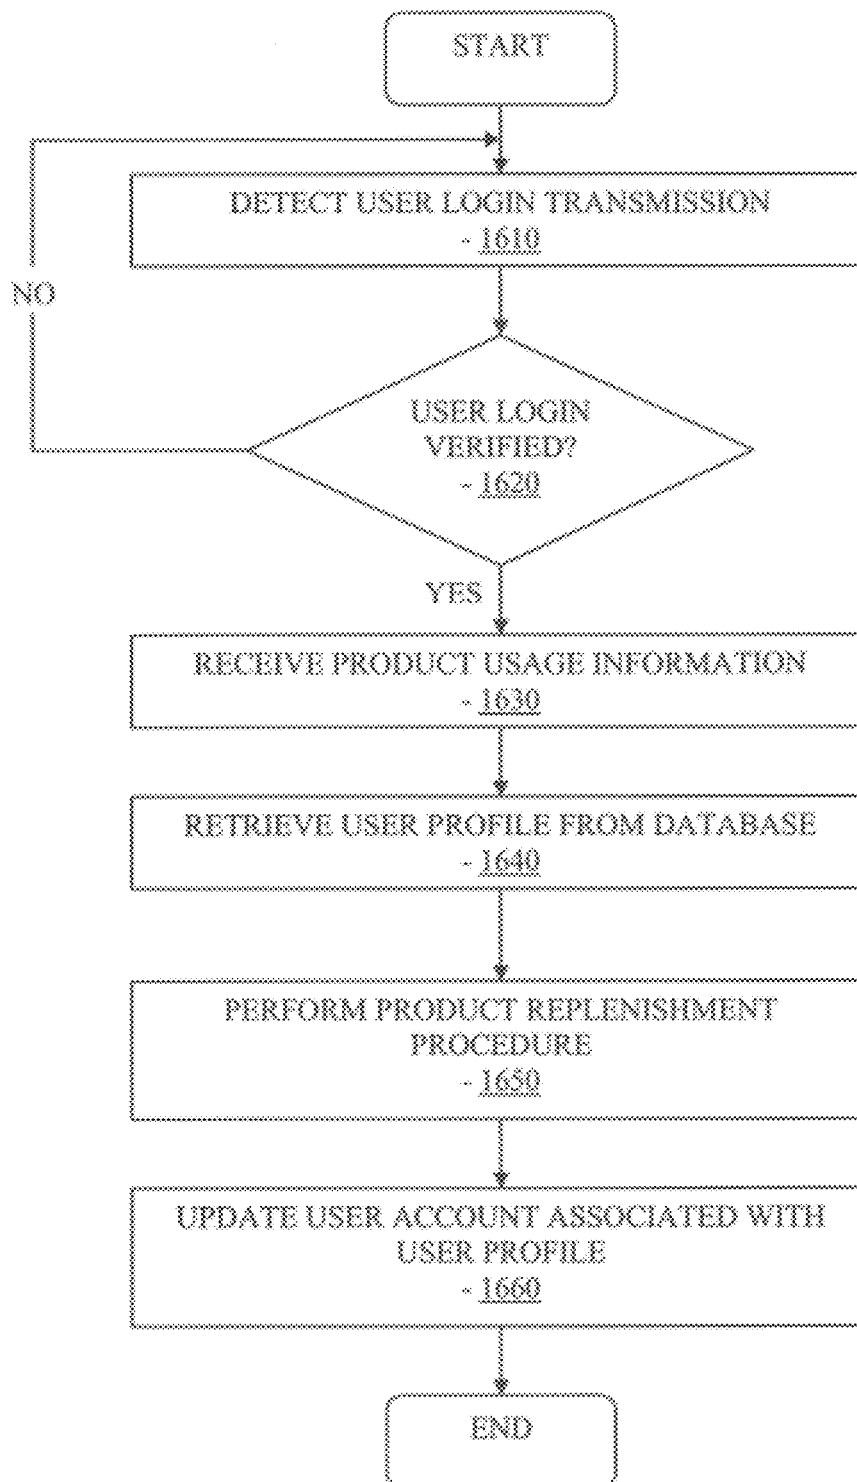 START
DETECT USER LOGIN TRANSMISSION
- 1610
NO
USER LOGIN
VERIFIED?
- 1620
YES
RECEIVE PRODUCT USAGE INFORMATION
- 1630
RETRIEVE USER PROFILE FROM DATABASE
- 1640
PERFORM PRODUCT REPLENISHMENT
PROCEDURE
- 1650
UPDATE USER ACCOUNT ASSOCIATED WITH
USER PROFILE
- 1660
END